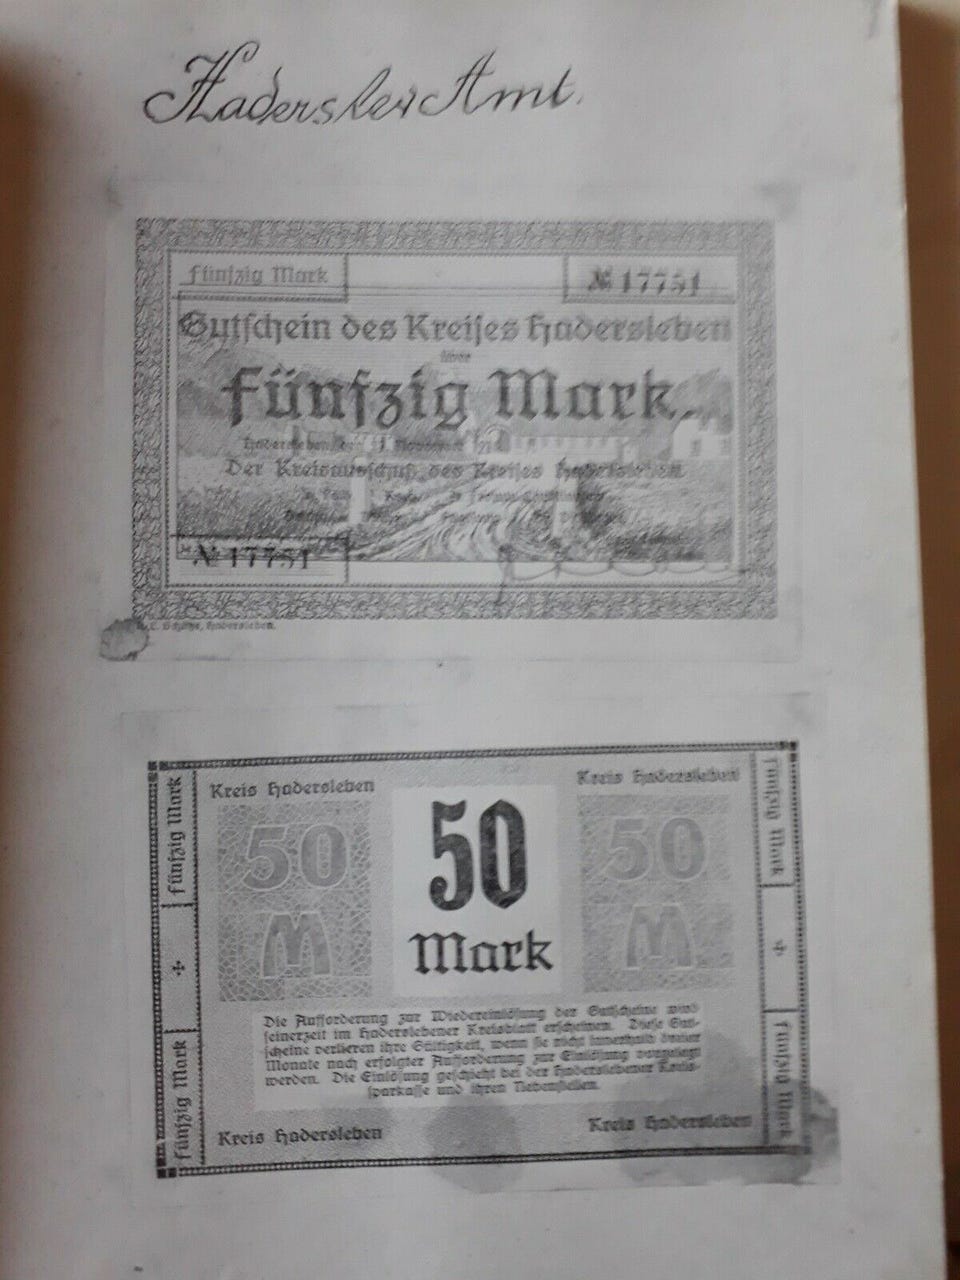 Haderslev Amt.
Fünfzig Mark
№ 17751
Gutschein des Kreises Hadersleben
über
Fünfzig Mark
Hadersleben, November
Der Kreisausschuß des Kreises Hadersleben
№ 17751
Hadersleben.
Kreis Hadersleben
Kreis Hadersleben
50
M
50
Mark
50
M
Fünfzig Mark
Fünfzig Mark
Fünfzig Mark
Fünfzig Mark
Die Aufforderung zur Wiedereinlösung der Gutscheine wird
seinerzeit im Haderslebener Kreisblatt erscheinen. Diese Gut-
scheine verlieren ihre Gültigkeit, wenn sie nicht innerhalb dreier
Monate nach erfolgter Aufforderung zur Einlösung vorgelegt
werden. Die Einlösung geschieht bei der Haderslebener Kreis-
sparkasse und ihren Nebenstellen.
Kreis Hadersleben
Kreis Hadersleben